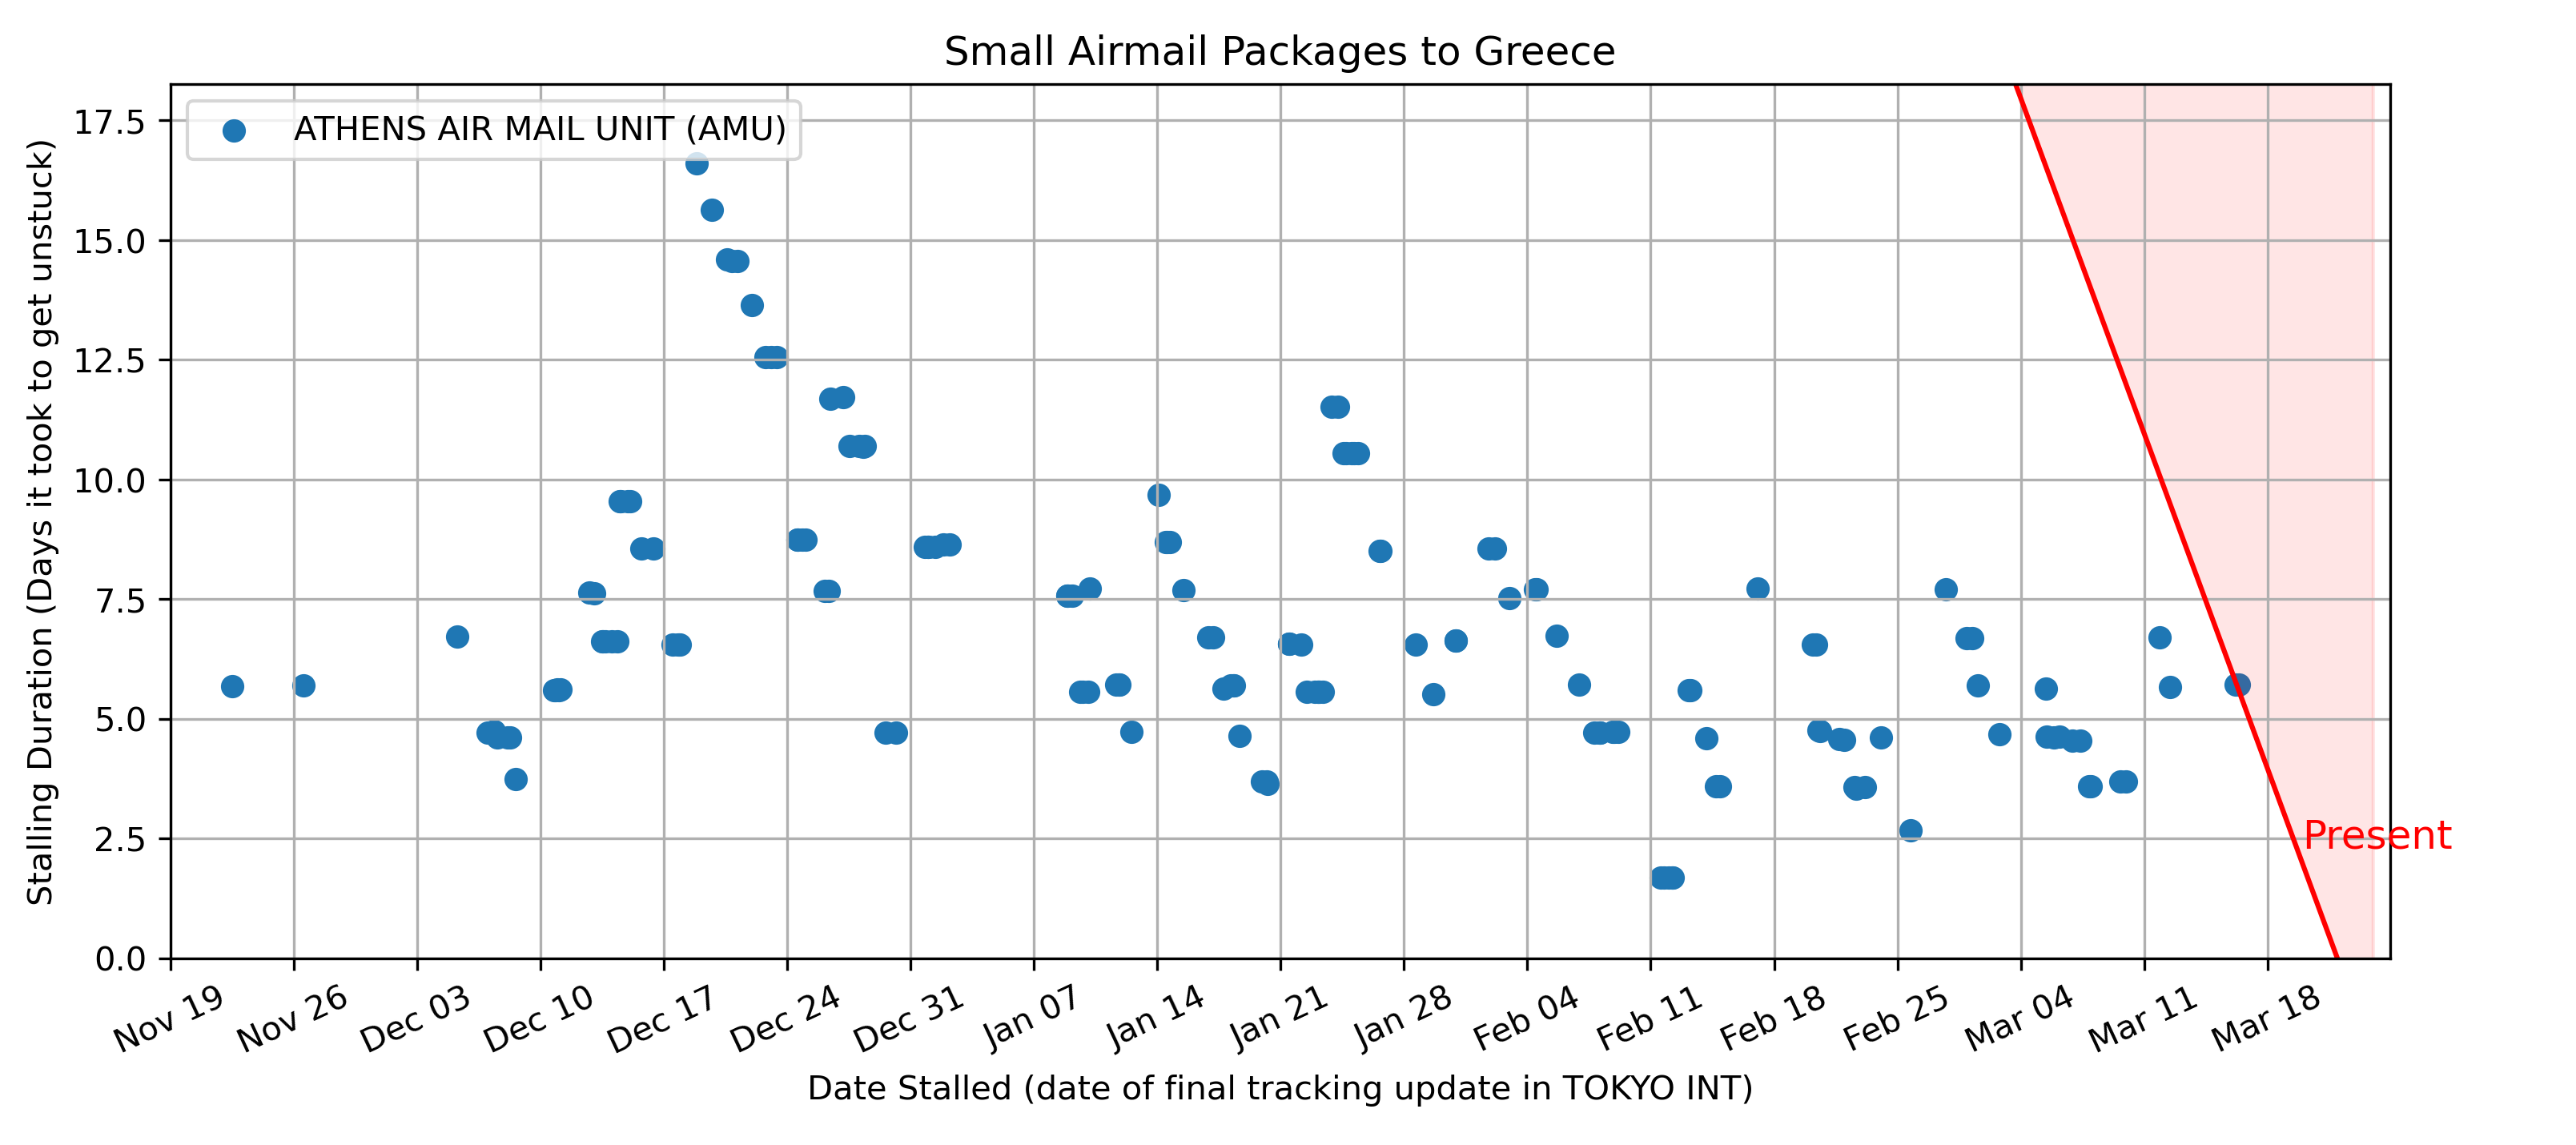 Small Airmail Packages to Greece
ATHENS AIR MAIL UNIT (AMU)
Stalling Duration (Days it took to get unstuck)
17.5
15.0
12.5
10.0
7.5
5.0
2.5
0.0
Present
Nov 19
Nov 26
Dec 03
Dec 10
Dec 17
Dec 24
Dec 31
Jan 07
Jan 14
Jan 21
Jan 28
Feb 04
Feb 11
Feb 18
Feb 25
Mar 04
Mar 11
Mar 18
Date Stalled (date of final tracking update in TOKYO INT)